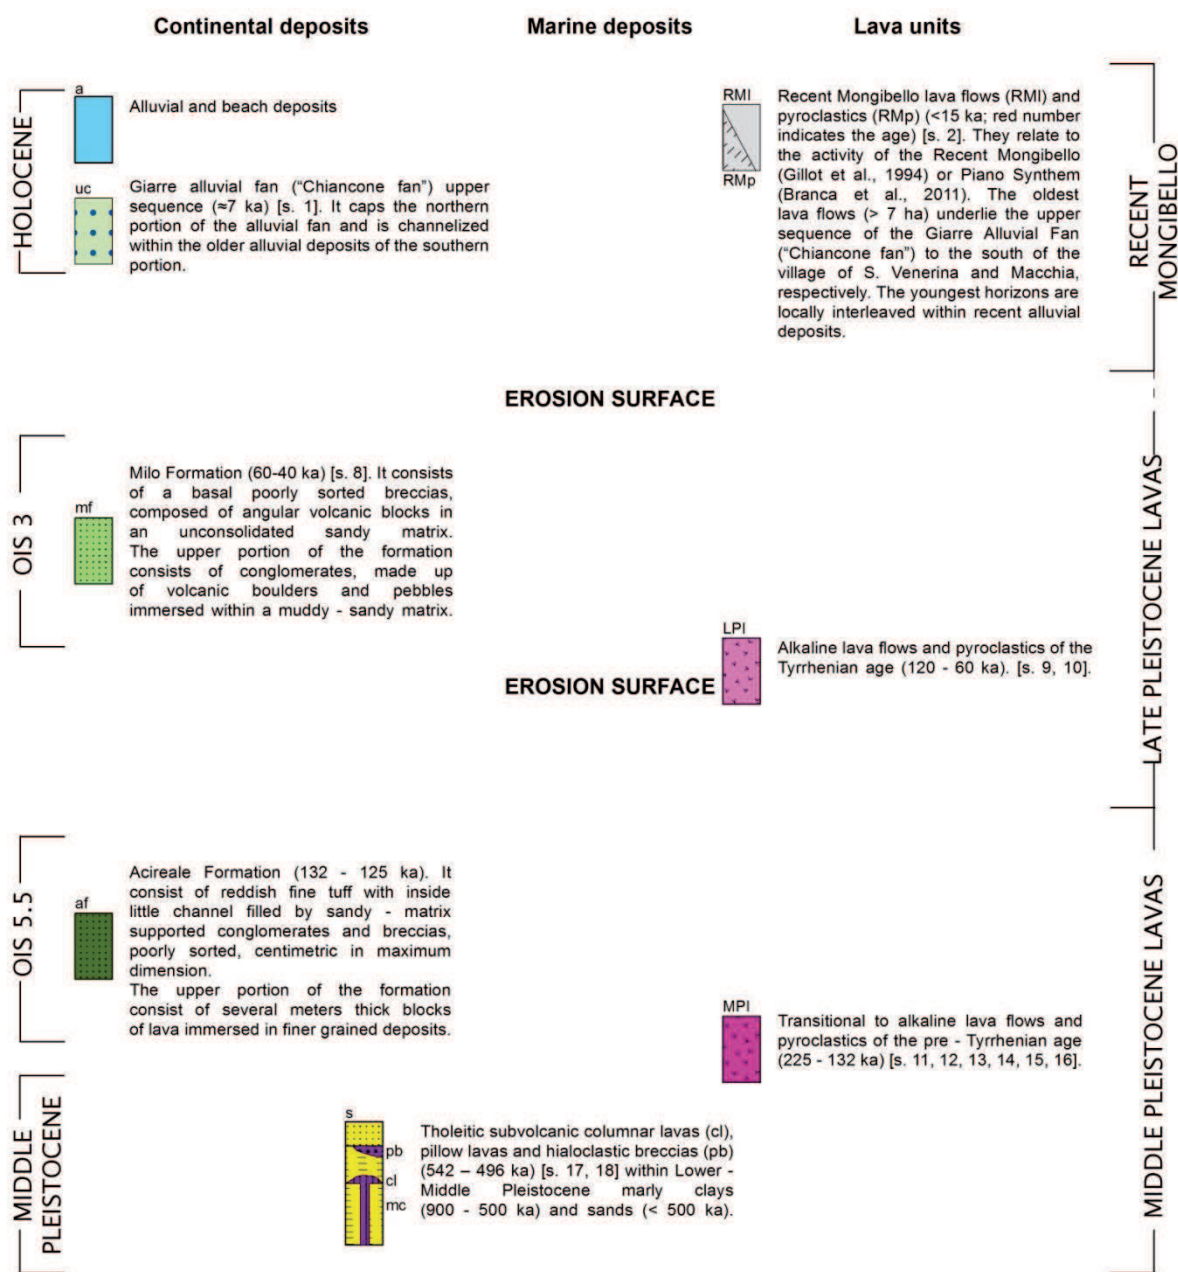 Continental deposits
Marine deposits
Lava units
HOLOCENE
a
Alluvial and beach deposits
uc
Giarre alluvial fan (“Chiancone fan”) upper
sequence (≈7 ka) [s. 1]. It caps the northern
portion of the alluvial fan and is channelized
within the older alluvial deposits of the southern
portion.
RMl
RMp
Recent Mongibello lava flows (RMl) and
pyroclastics (RMp) (<15 ka; red number
indicates the age) [s. 2]. They relate to
the activity of the Recent Mongibello
(Gillot et al., 1994) or Piano Synthem
(Branca et al., 2011). The oldest
lava flows (> 7 ha) underlie the upper
sequence of the Giarre Alluvial Fan
(“Chiancone fan”) to the south of the
village of S. Venerina and Macchia,
respectively. The youngest horizons are
locally interleaved within recent alluvial
deposits.
RECENT
MONGIBELLO
EROSION SURFACE
OIS 3
mf
Milo Formation (60-40 ka) [s. 8]. It consists
of a basal poorly sorted breccias,
composed of angular volcanic blocks in
an unconsolidated sandy matrix.
The upper portion of the formation
consists of conglomerates, made up
of volcanic boulders and pebbles
immersed within a muddy - sandy matrix.
LPl
Alkaline lava flows and pyroclastics of the
Tyrrhenian age (120 - 60 ka). [s. 9, 10].
EROSION SURFACE
LATE PLEISTOCENE LAVAS
OIS 5.5
af
Acireale Formation (132 - 125 ka). It
consist of reddish fine tuff with inside
little channel filled by sandy - matrix
supported conglomerates and breccias,
poorly sorted, centimetric in maximum
dimension.
The upper portion of the formation
consist of several meters thick blocks
of lava immersed in finer grained deposits.
MPl
Transitional to alkaline lava flows and
pyroclastics of the pre - Tyrrhenian age
(225 - 132 ka) [s. 11, 12, 13, 14, 15, 16].
MIDDLE PLEISTOCENE LAVAS
MIDDLE
PLEISTOCENE
s
pb
cl
mc
Tholeitic subvolcanic columnar lavas (cl),
pillow lavas and hialoclastic breccias (pb)
(542 – 496 ka) [s. 17, 18] within Lower -
Middle Pleistocene marly clays
(900 - 500 ka) and sands (< 500 ka).